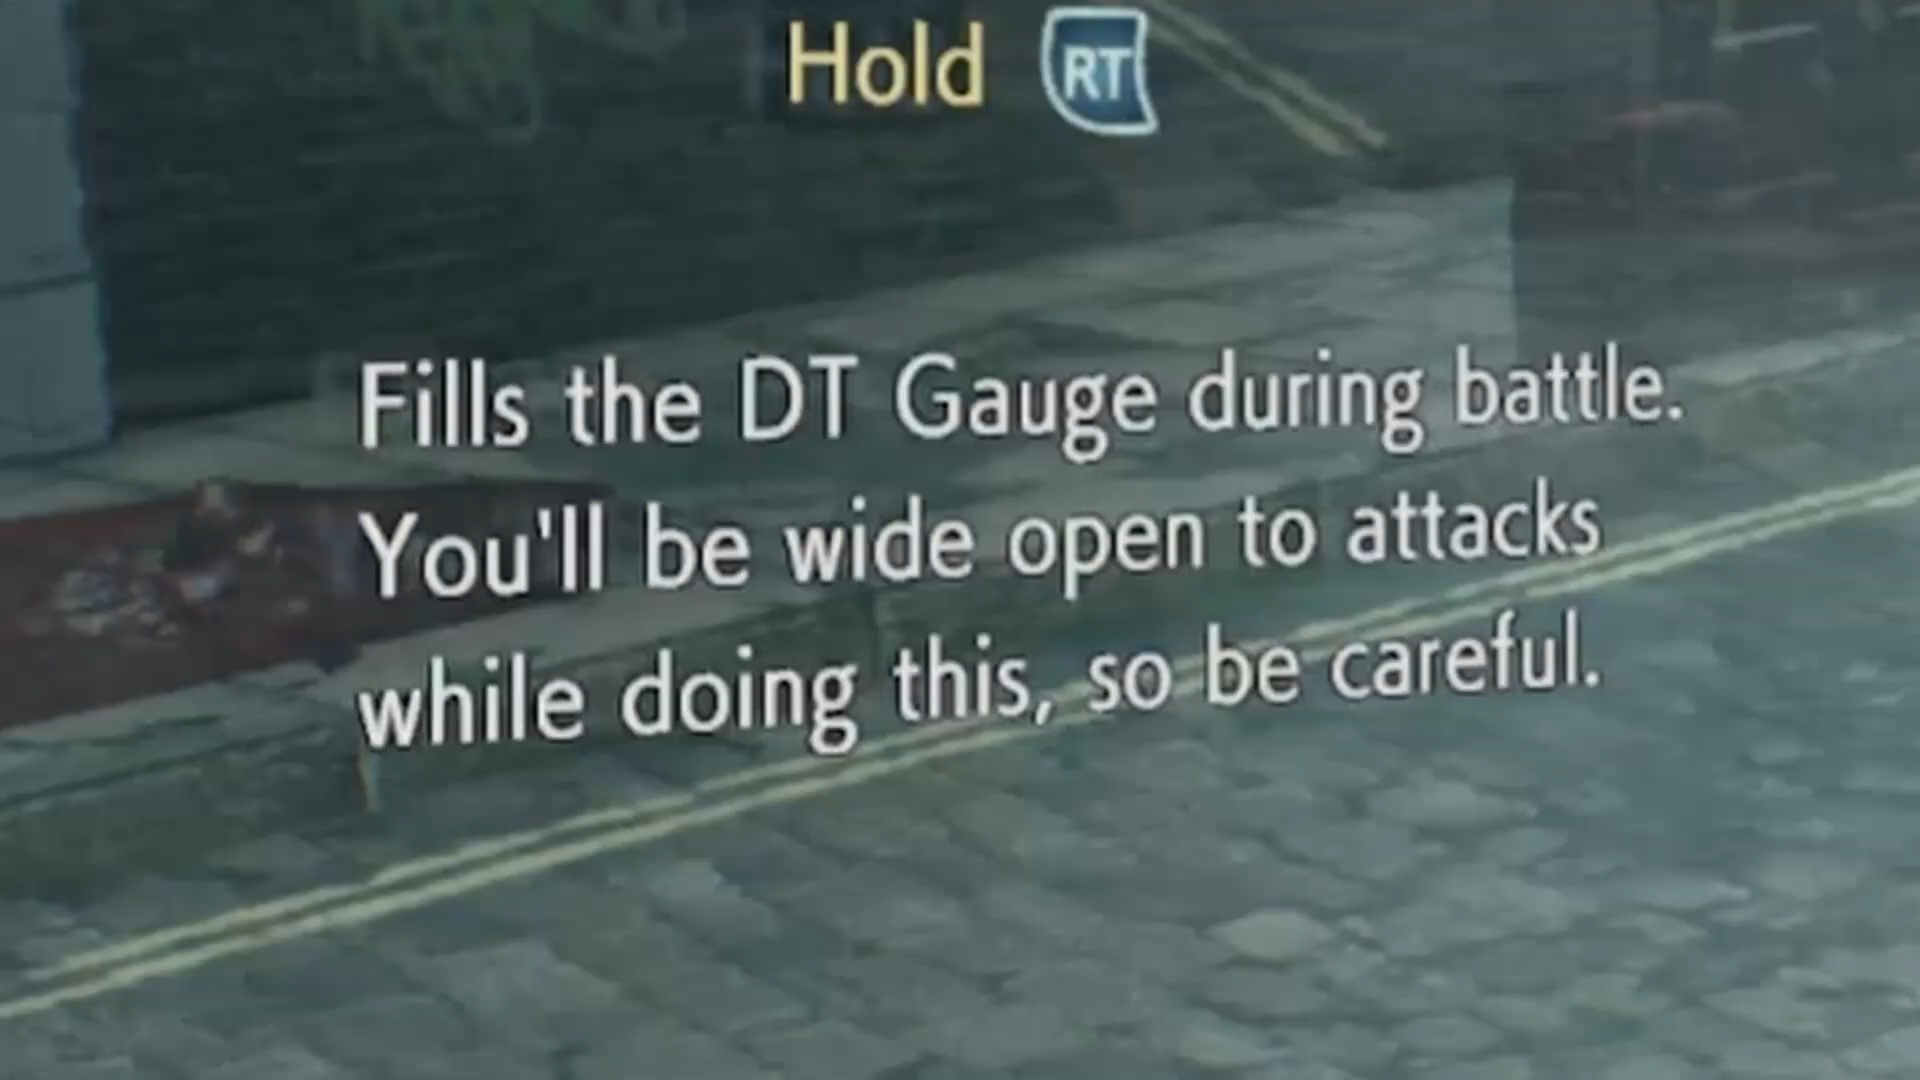 Hold RT
Fills the DT Gauge during battle.
You'll be wide open to attacks
while doing this, so be careful.